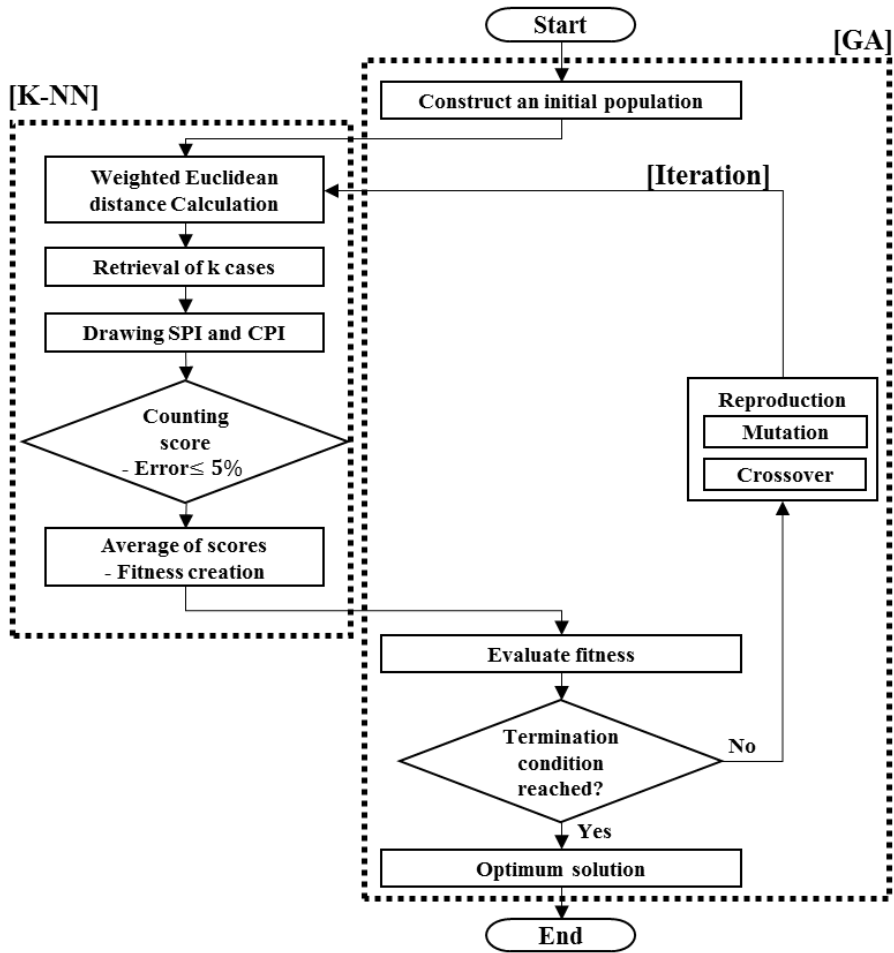 Start
[GA]
[K-NN]
Construct an initial population
Weighted Euclidean
distance Calculation
[Iteration]
Retrieval of k cases
Drawing SPI and CPI
Counting
score
- Error≤ 5%
Reproduction
Mutation
Crossover
Average of scores
- Fitness creation
Evaluate fitness
Termination
condition
reached?
No
Yes
Optimum solution
End